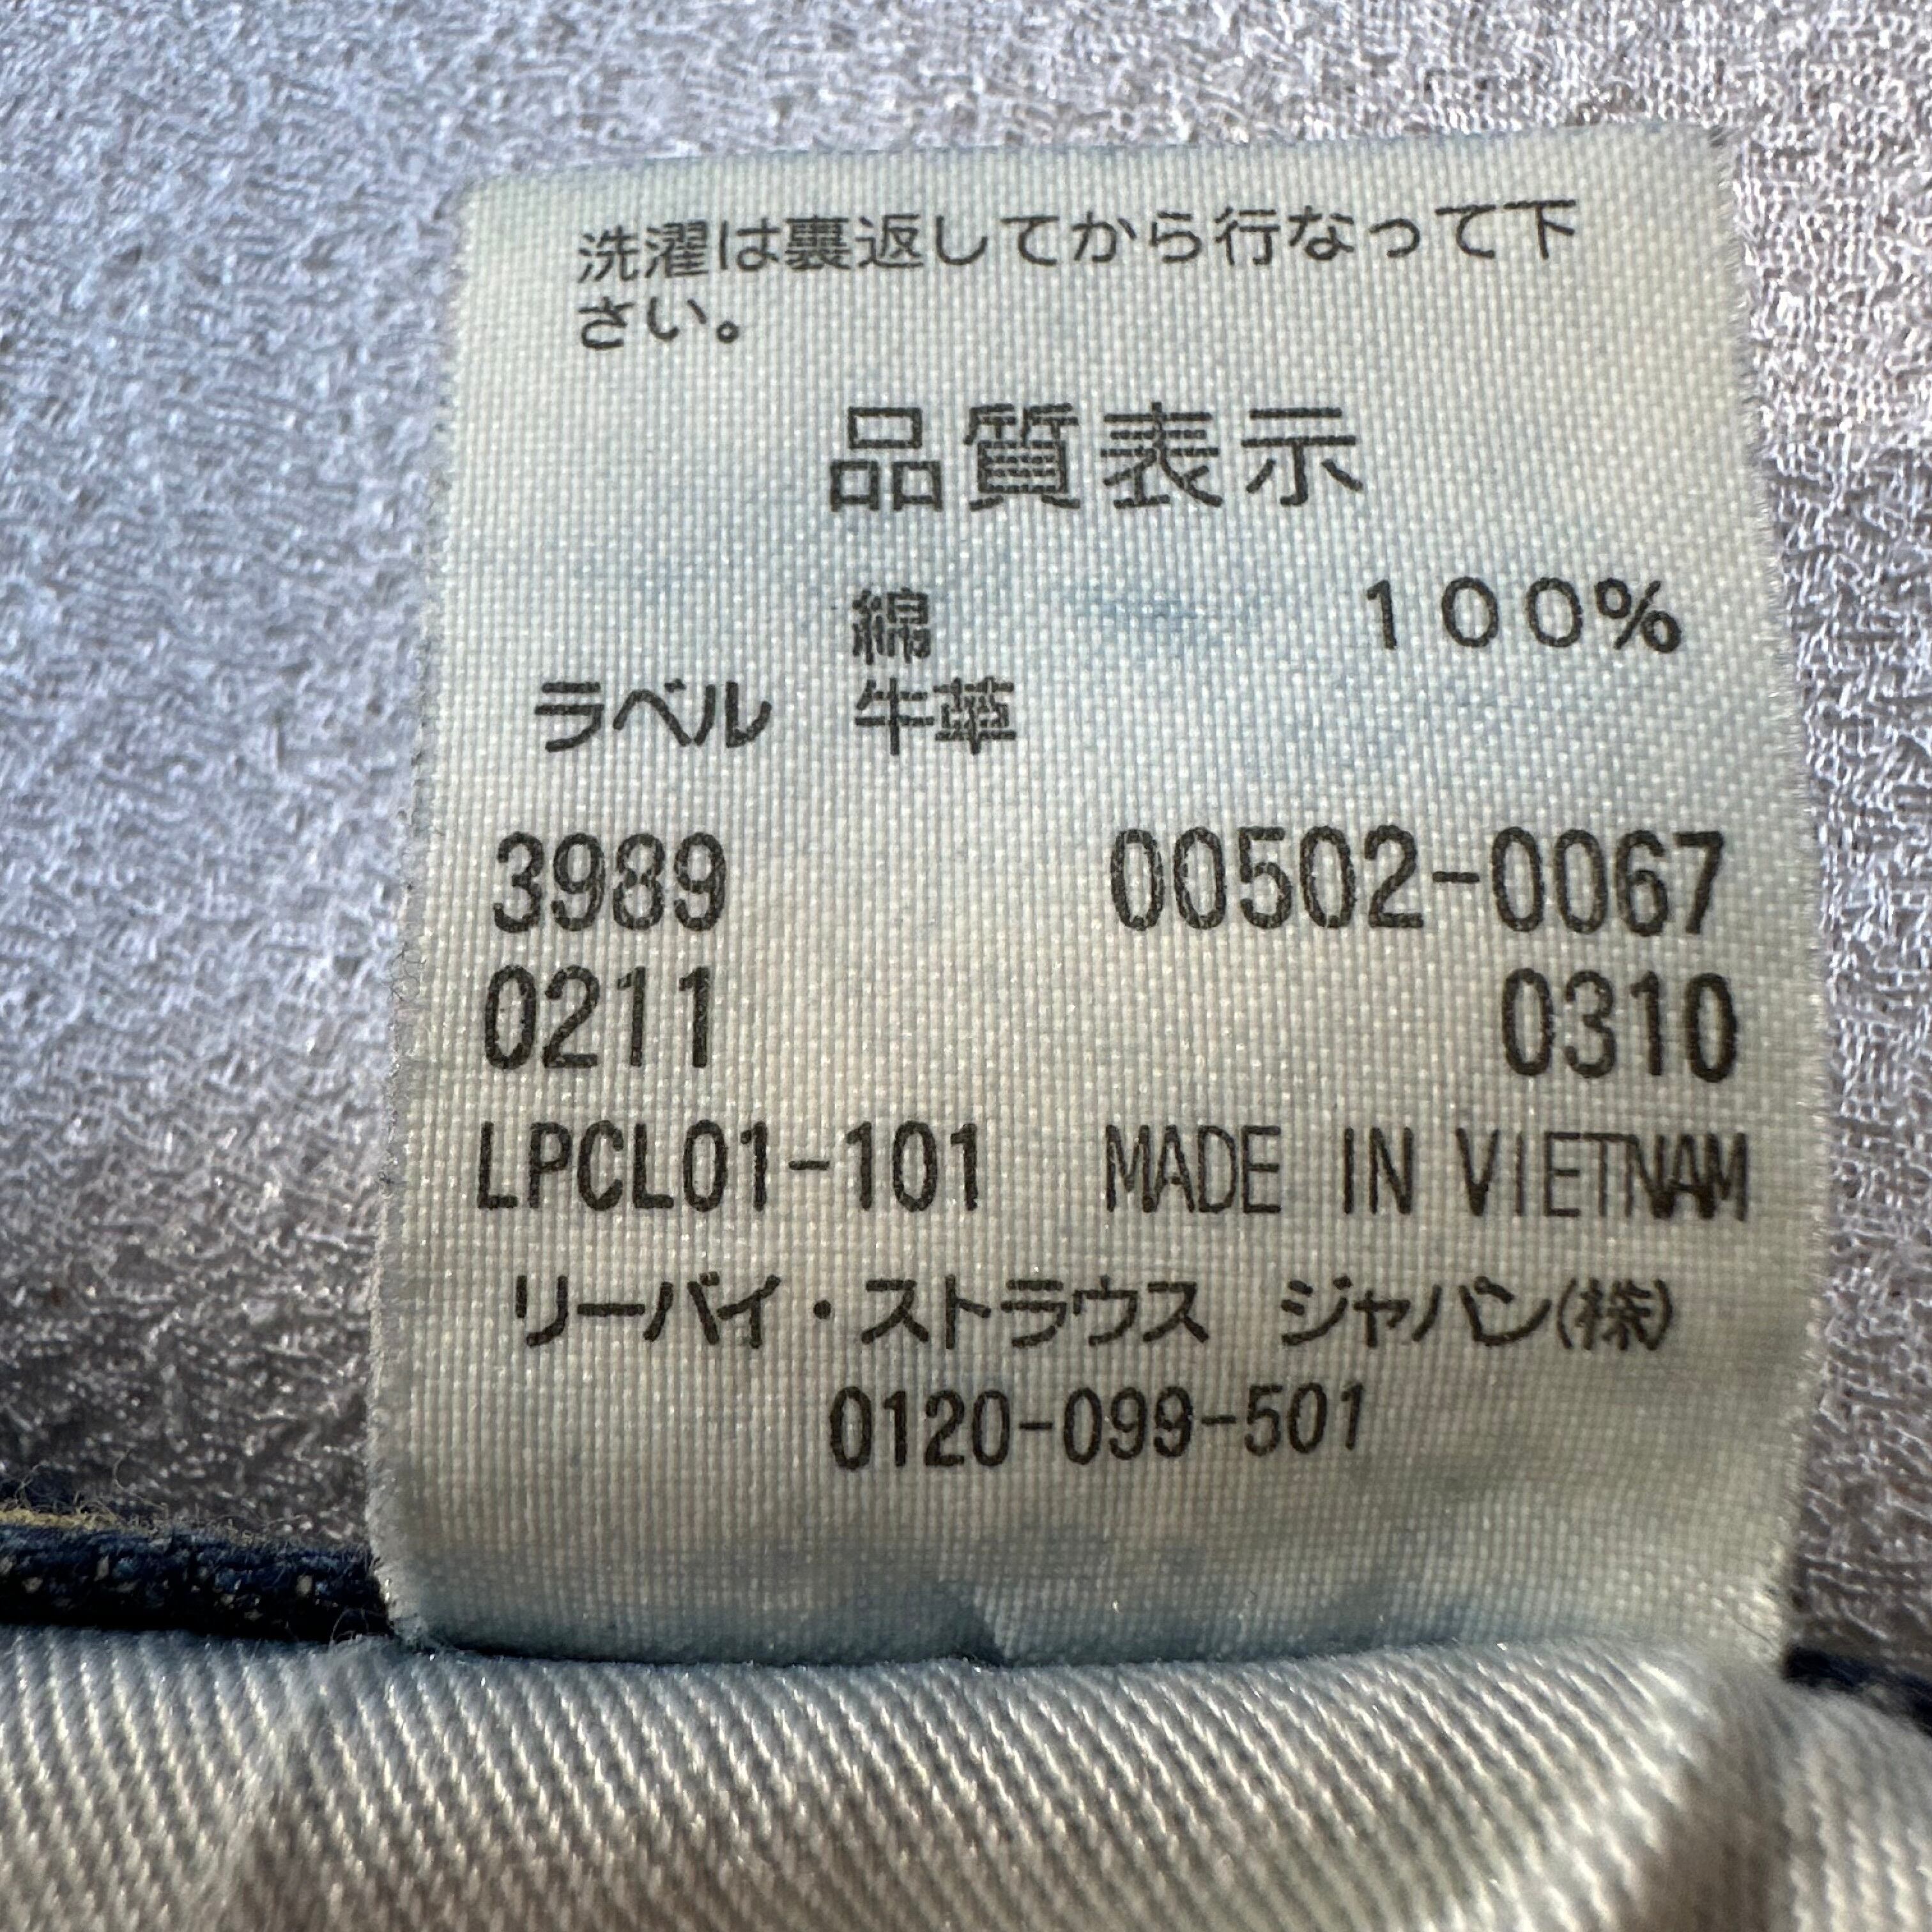 洗濯は裏返してから行なって下
さい。
品質表示
綿 100%
ラベル 牛革
3989 00502-0067
0211 0310
LPCL01-101 MADE IN VIETNAM
リーバイ・ストラウス ジャパン(株)
0120-099-501